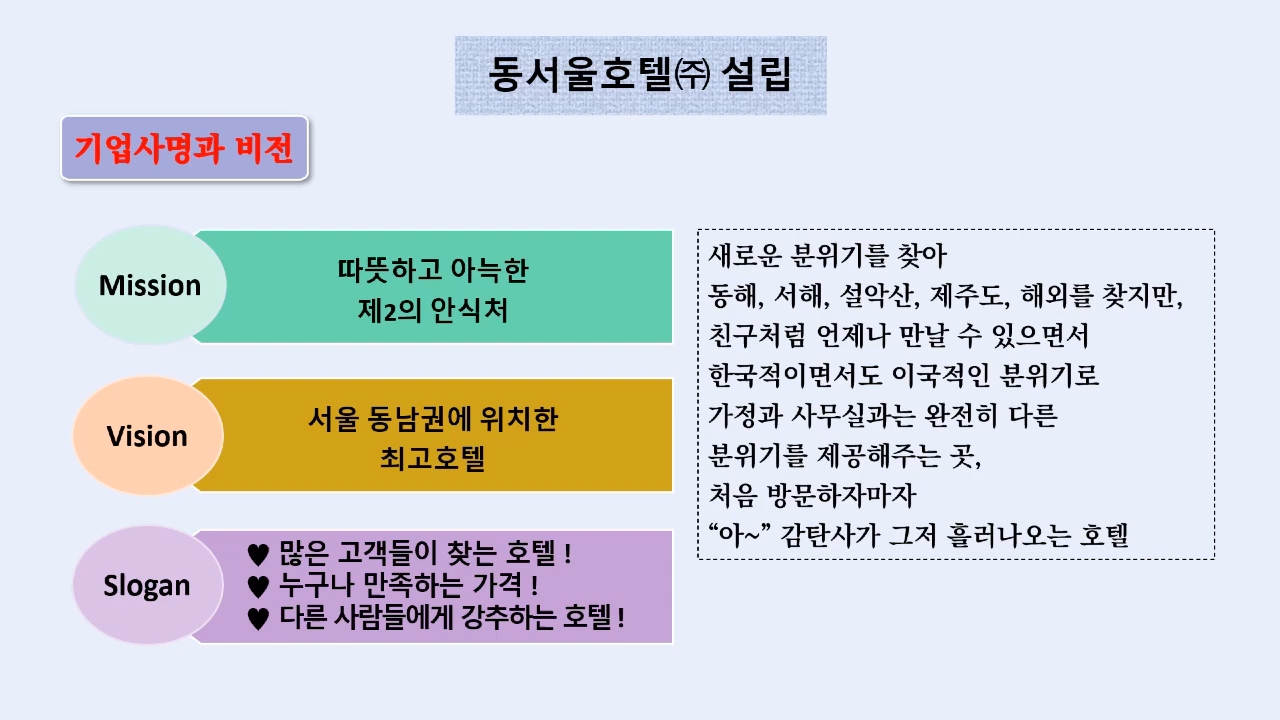 동서울호텔㈜ 설립
기업사명과 비전
Mission
따뜻하고 아늑한
제2의 안식처
Vision
서울 동남권에 위치한
최고호텔
Slogan
♥ 많은 고객들이 찾는 호텔 !
♥ 누구나 만족하는 가격 !
♥ 다른 사람들에게 강추하는 호텔 !
새로운 분위기를 찾아
동해, 서해, 설악산, 제주도, 해외를 찾지만,
친구처럼 언제나 만날 수 있으면서
한국적이면서도 이국적인 분위기로
가정과 사무실과는 완전히 다른
분위기를 제공해주는 곳,
처음 방문하자마자
“아~” 감탄사가 그저 흘러나오는 호텔